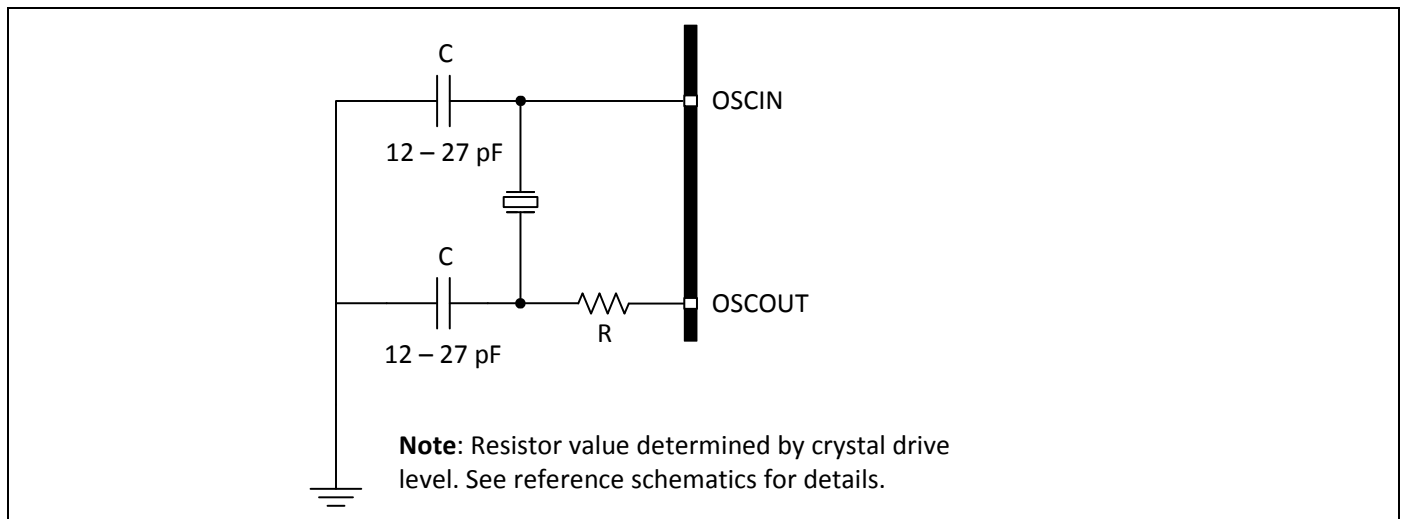 C
OSCIN
12 – 27 pF
C
OSCOUT
R
12 – 27 pF
Note: Resistor value determined by crystal drive
level. See reference schematics for details.